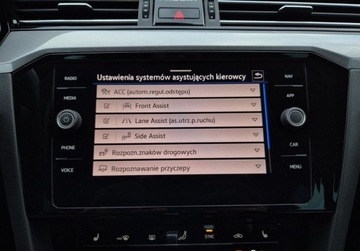 RADIO
MEDIA
PHONE
VOICE
Ustawienia systemów asystujących kierowcy
ACC (autom.regul.odstępu)
Front Assist
Lane Assist (as.utrz.p.ruchu)
Side Assist
Rozpozn.znaków drogowych
Rozpoznawanie przyczepy
NAV
APP
CAR
MENU
SYNC